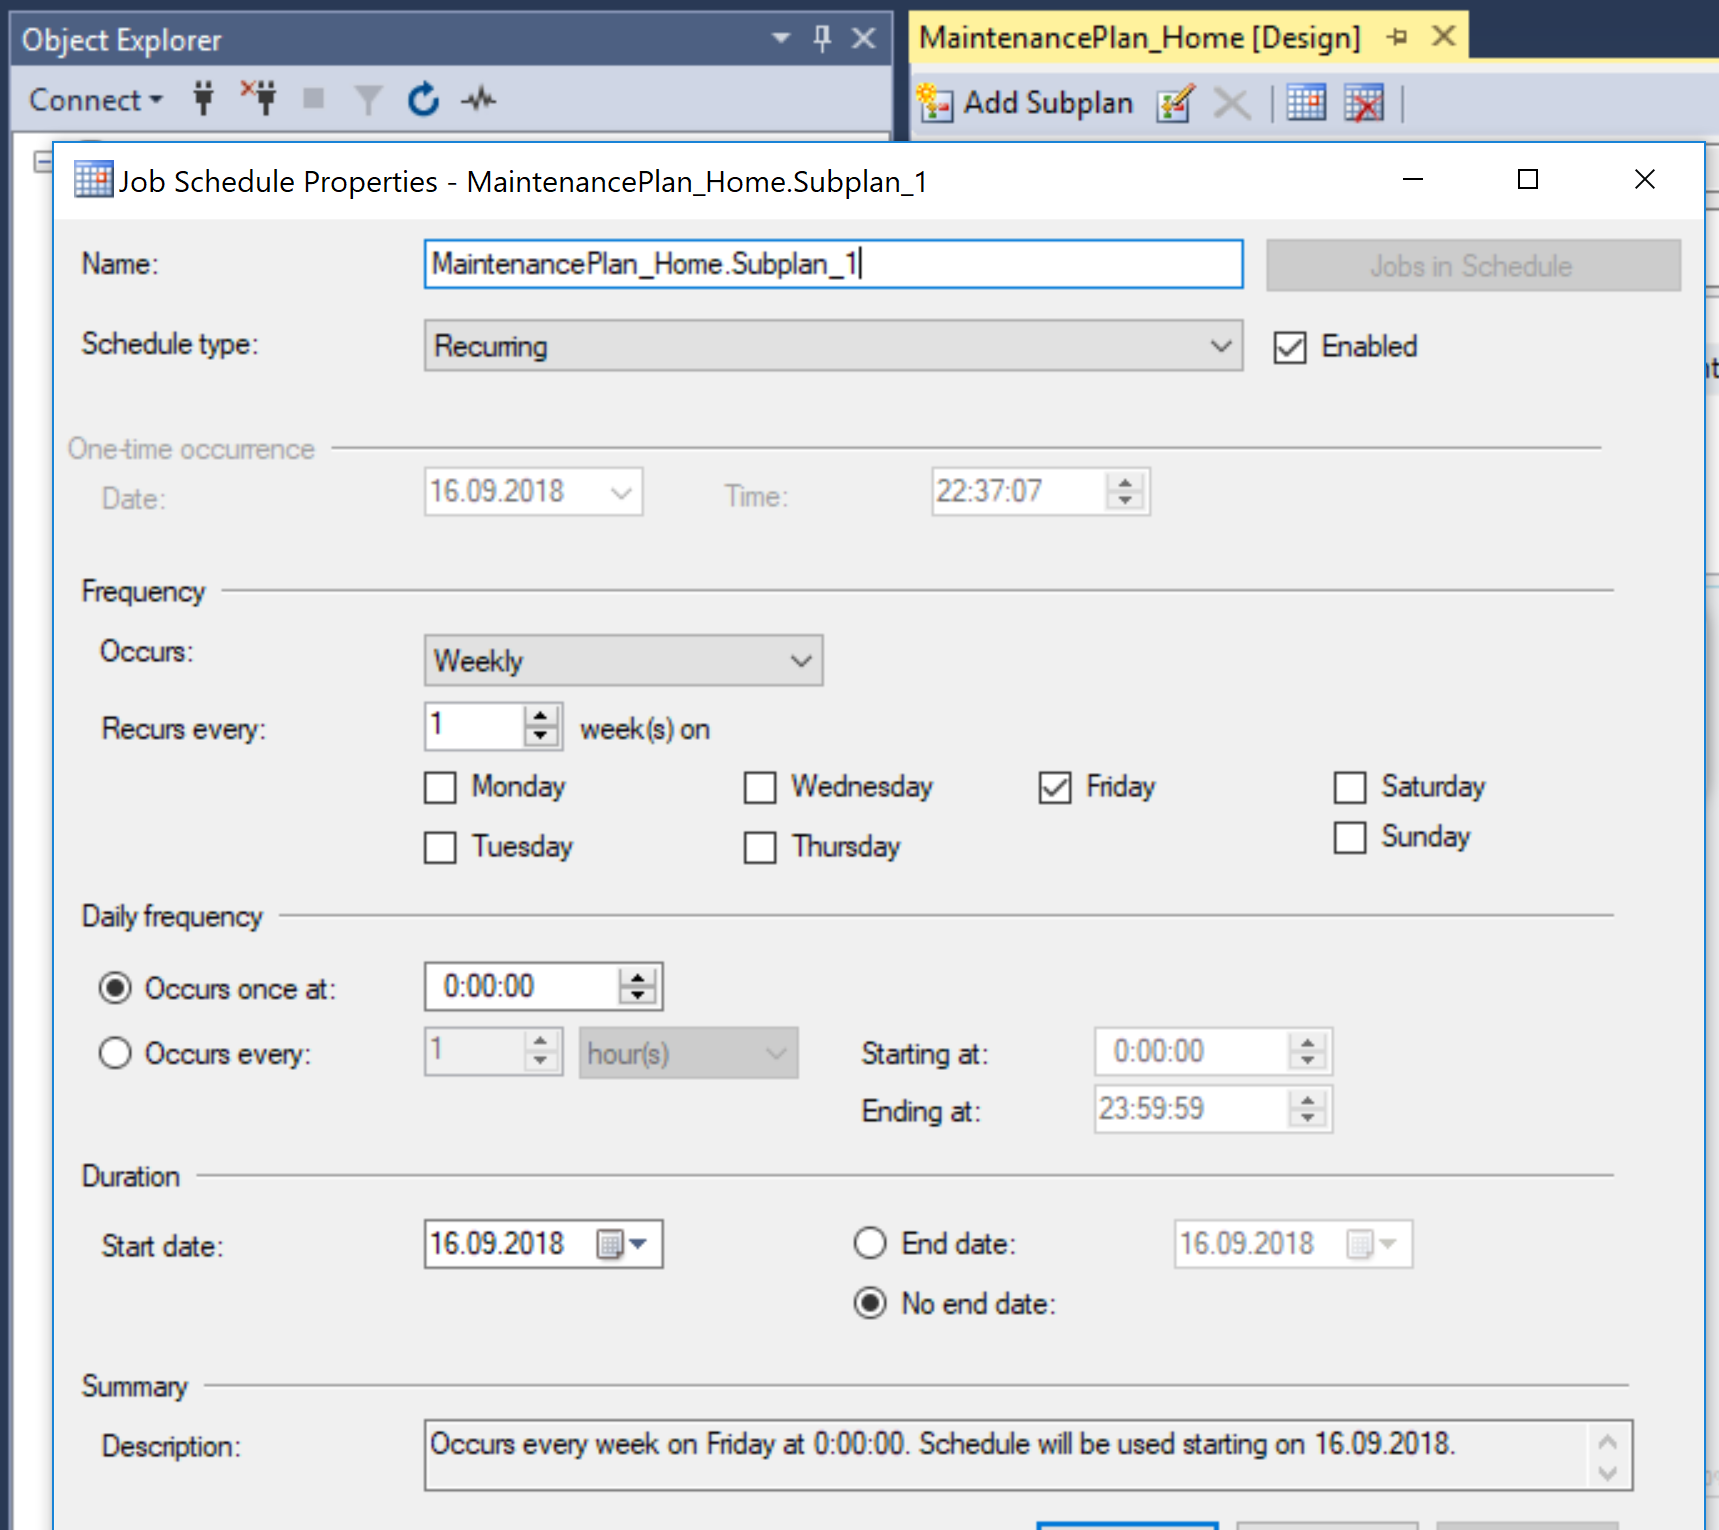 Object Explorer
MaintenancePlan_Home [Design]
Connect
Add Subplan
Job Schedule Properties - MaintenancePlan_Home.Subplan_1
Name:
MaintenancePlan_Home.Subplan_1
Jobs in Schedule
Schedule type:
Recurring
Enabled
One-time occurrence
Date:
16.09.2018
Time:
22:37:07
Frequency
Occurs:
Weekly
Recurs every:
1
week(s) on
Monday
Wednesday
Friday
Saturday
Tuesday
Thursday
Sunday
Daily frequency
Occurs once at:
0:00:00
Occurs every:
1
hour(s)
Starting at:
0:00:00
Ending at:
23:59:59
Duration
Start date:
16.09.2018
End date:
16.09.2018
No end date:
Summary
Description:
Occurs every week on Friday at 0:00:00. Schedule will be used starting on 16.09.2018.